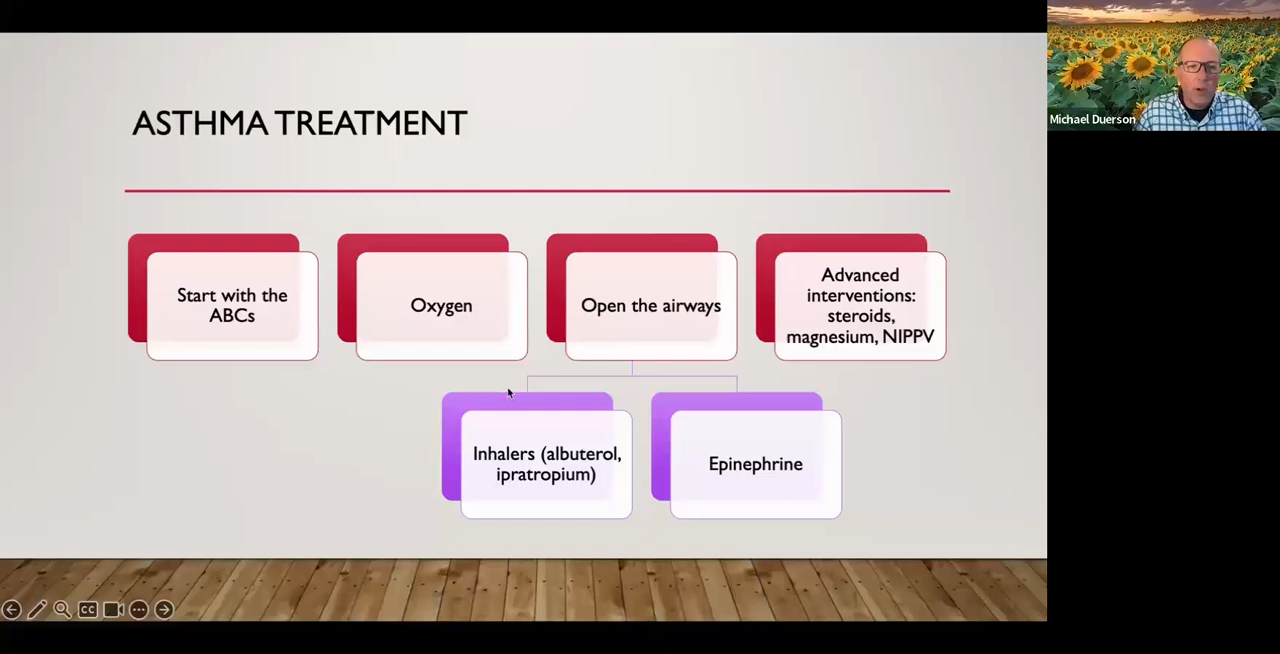 ASTHMA TREATMENT
Start with the
ABCs
Oxygen
Open the airways
Advanced
interventions:
steroids,
magnesium, NIPPV
Inhalers (albuterol,
ipratropium)
Epinephrine
CC
Michael Duerson